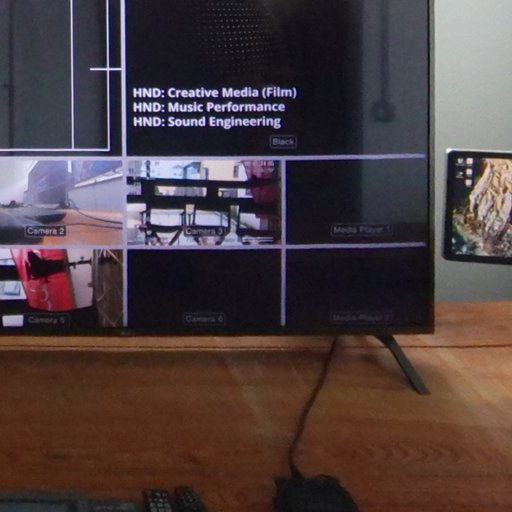 HND: Creative Media (Film)
HND: Music Performance
HND: Sound Engineering
Black
Camera 2
Camera 3
Media Player 1
Camera 5
Camera 6
Media Player 2